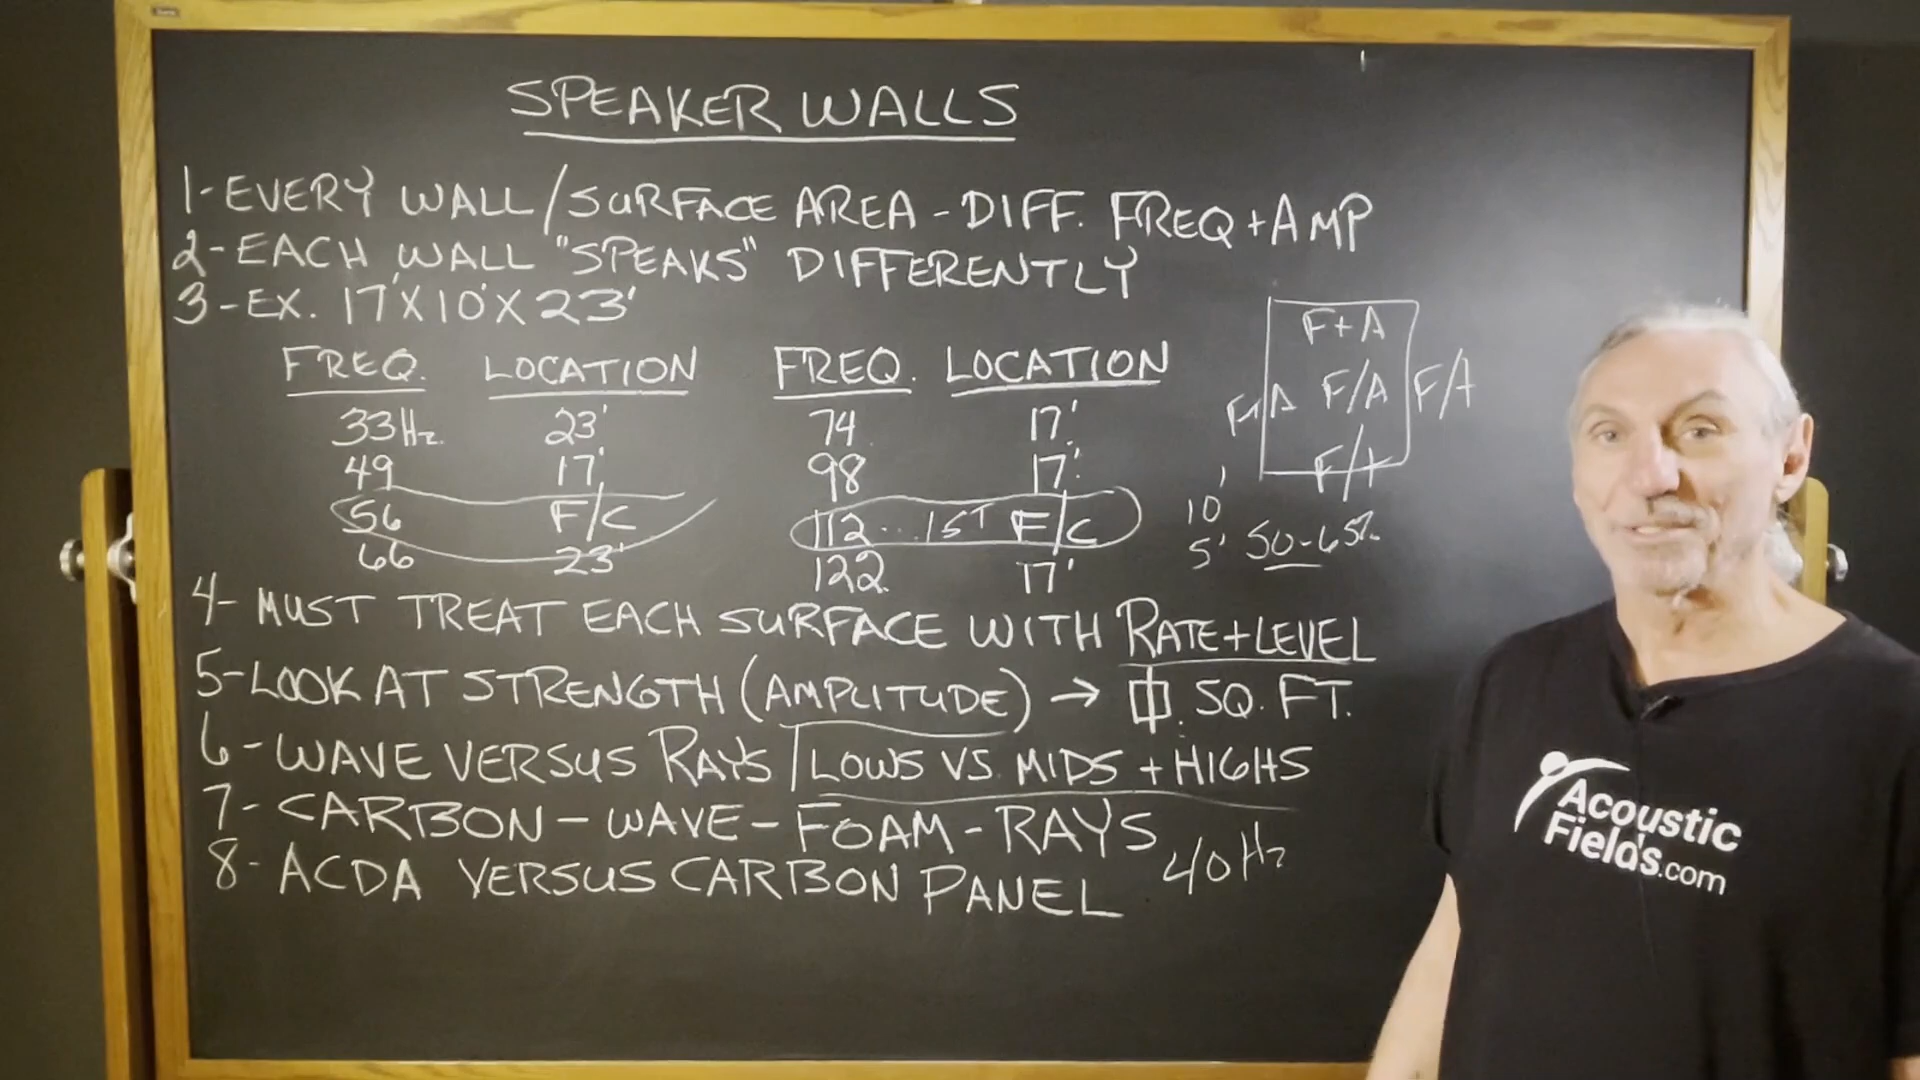 SPEAKER WALLS
1-EVERY WALL/SURFACE AREA-DIFF. FREQ+AMP
2-EACH WALL "SPEAKS" DIFFERENTLY
3-EX. 17'X10'X23'
FREQ. LOCATION FREQ. LOCATION
33Hz. 23' 74 17'
49 17' 98 17'
56 F/C 112...1ST F/C
66 23' 122 17'
F+A
F+A F/A F/A
F/A
10'
5' 50-65%
4-MUST TREAT EACH SURFACE WITH RATE+LEVEL
5-LOOK AT STRENGTH (AMPLITUDE) → SQ. FT.
6-WAVE VERSUS RAYS/LOWS VS. MIDS+HIGHS
7-CARBON-WAVE-FOAM-RAYS
8-ACDA VERSUS CARBON PANEL 40Hz
Acoustic
Fields.com